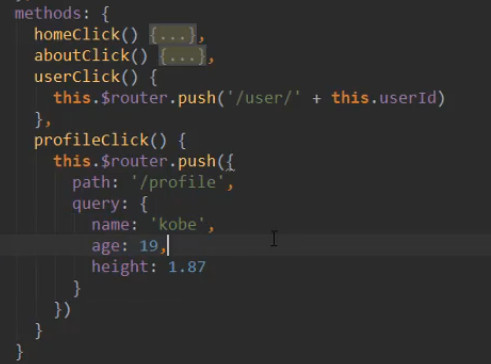 methods: {
homeClick() {...},
aboutClick() {...},
userClick() {
this.$router.push('/user/' + this.userId)
},
profileClick() {
this.$router.push({
path: '/profile',
query: {
name: 'kobe',
age: 19,
height: 1.87
}
})
}
}